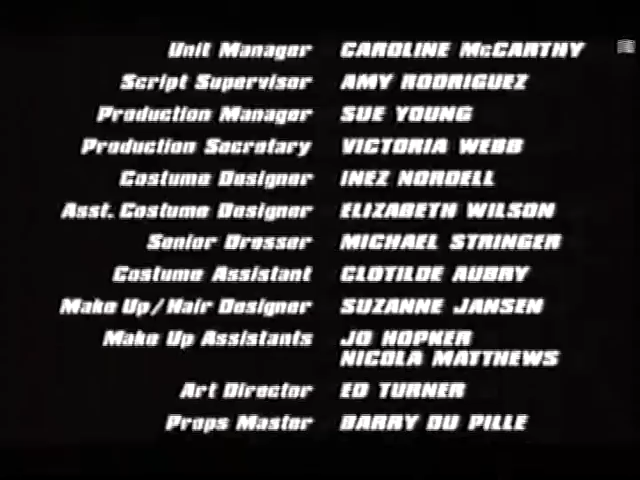 Unit Manager CAROLINE McCARTHY
Script Supervisor AMY RODRIGUEZ
Production Manager SUE YOUNG
Production Secretary VICTORIA WEBB
Costume Designer INEZ NORDELL
Asst. Costume Designer ELIZABETH WILSON
Senior Dresser MICHAEL STRINGER
Costume Assistant CLOTILDE AUBRY
Make Up/Hair Designer SUZANNE JANSEN
Make Up Assistants JO HOPKER
NICOLA MATTHEWS
Art Director ED TURNER
Props Master BARRY DU PILLE